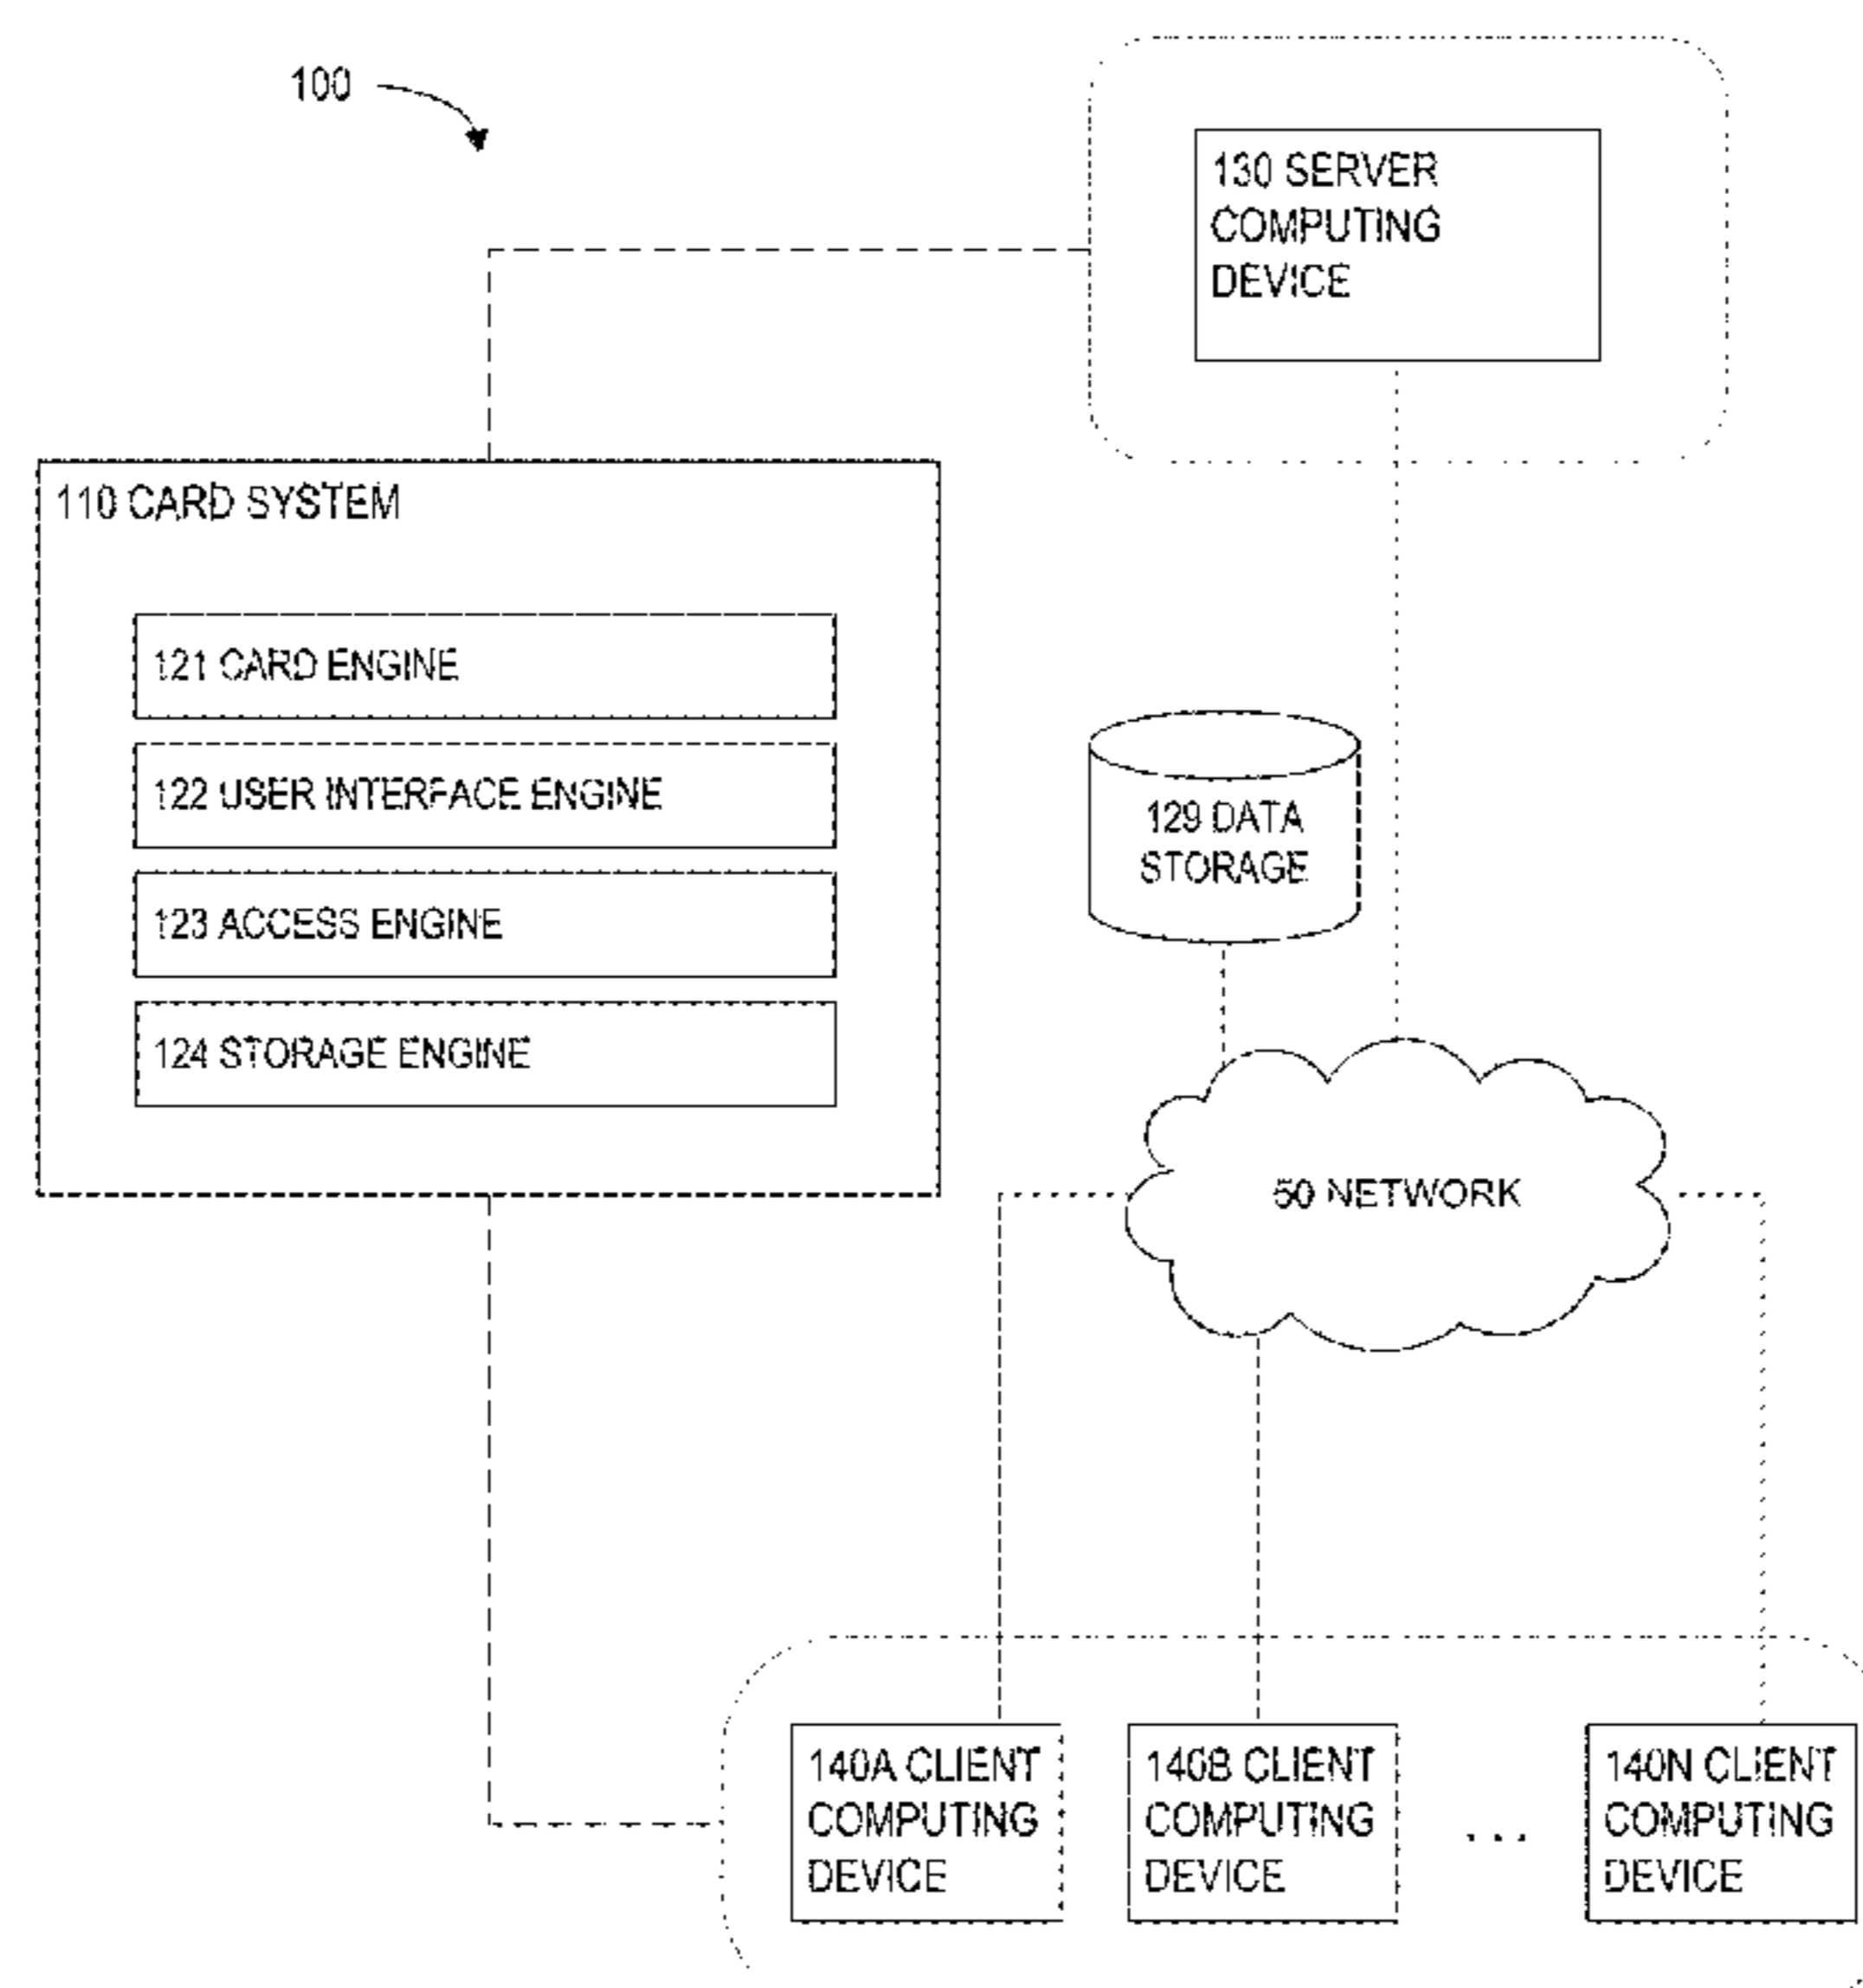 100
130 SERVER
COMPUTING
DEVICE
110 CARD SYSTEM
121 CARD ENGINE
122 USER INTERFACE ENGINE
123 ACCESS ENGINE
124 STORAGE ENGINE
129 DATA
STORAGE
50 NETWORK
140A CLIENT
COMPUTING
DEVICE
140B CLIENT
COMPUTING
DEVICE
...
140N CLIENT
COMPUTING
DEVICE